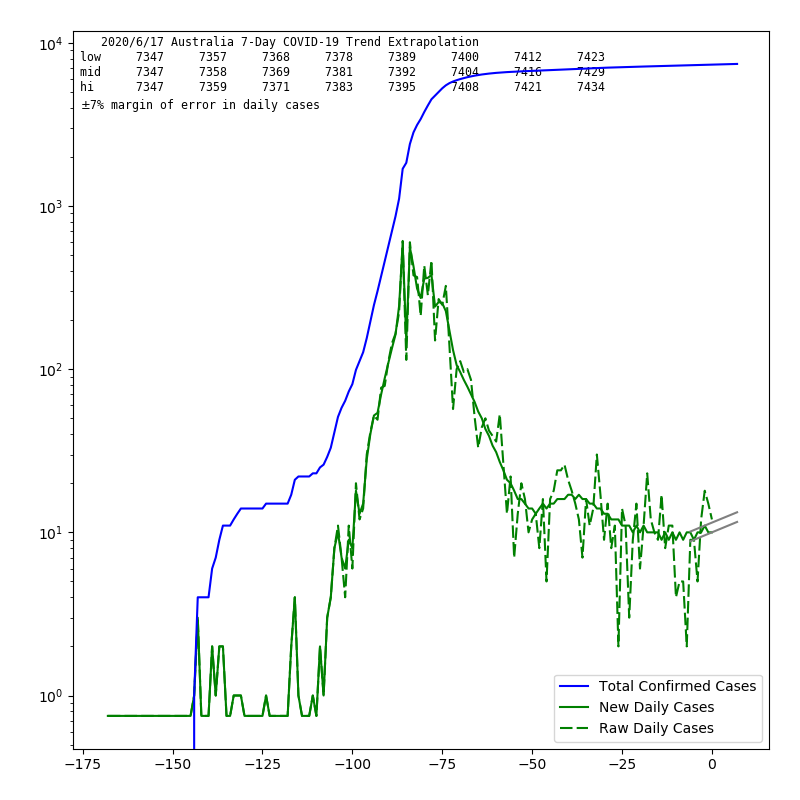 2020/6/17 Australia 7-Day COVID-19 Trend Extrapolation
low 7347 7357 7368 7378 7389 7400 7412 7423
mid 7347 7358 7369 7381 7392 7404 7416 7429
hi 7347 7359 7371 7383 7395 7408 7421 7434
±7% margin of error in daily cases
10⁴
10³
10²
10¹
10⁰
Total Confirmed Cases
New Daily Cases
Raw Daily Cases
−175 −150 −125 −100 −75 −50 −25 0